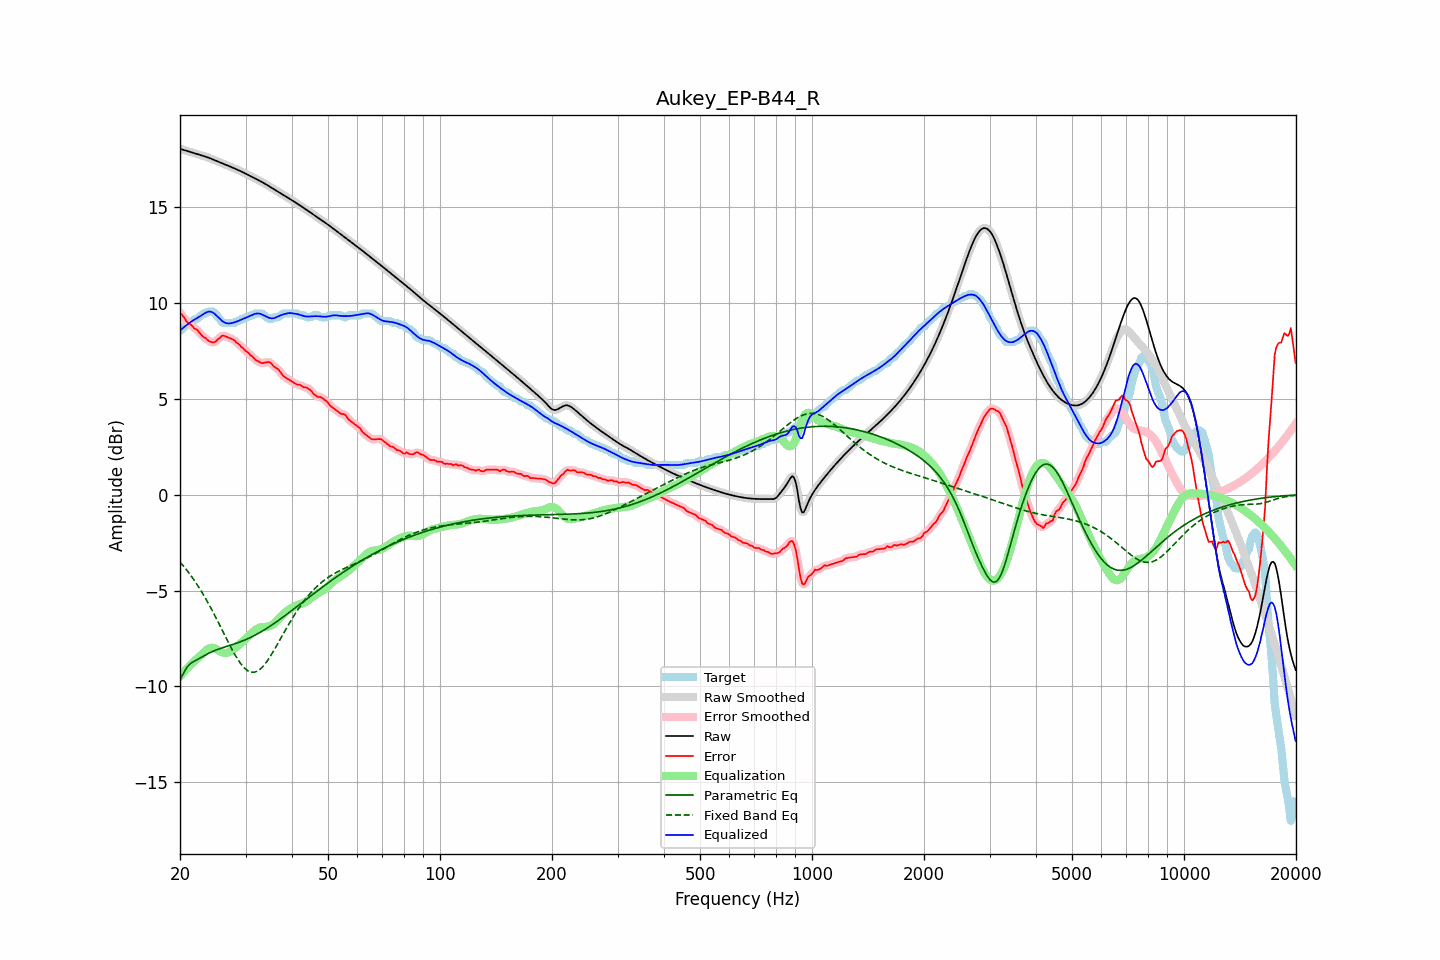 Aukey_EP-B44_R
Amplitude (dBr)
15
10
5
0
−5
−10
−15
20
50
100
200
500
1000
2000
5000
10000
20000
Frequency (Hz)
Target
Raw Smoothed
Error Smoothed
Raw
Error
Equalization
Parametric Eq
Fixed Band Eq
Equalized